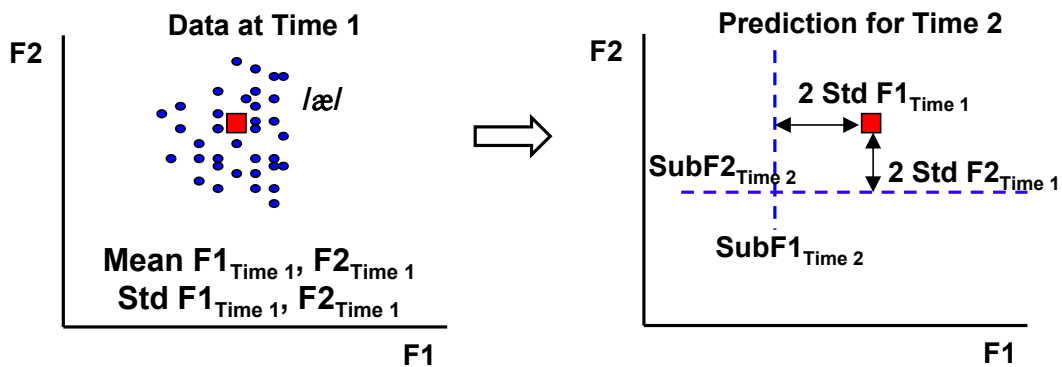 Data at Time 1
F2
/æ/
Mean F1Time 1, F2Time 1
Std F1Time 1, F2Time 1
F1
Prediction for Time 2
F2
2 Std F1Time 1
SubF2Time 2
2 Std F2Time 1
SubF1Time 2
F1